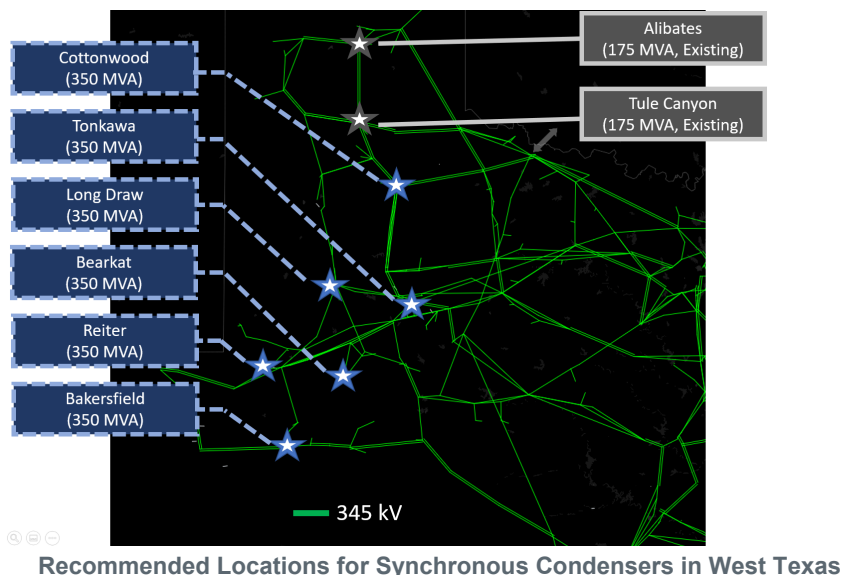 Cottonwood
(350 MVA)
Tonkawa
(350 MVA)
Long Draw
(350 MVA)
Bearkat
(350 MVA)
Reiter
(350 MVA)
Bakersfield
(350 MVA)
Alibates
(175 MVA, Existing)
Tule Canyon
(175 MVA, Existing)
345 kV
Recommended Locations for Synchronous Condensers in West Texas